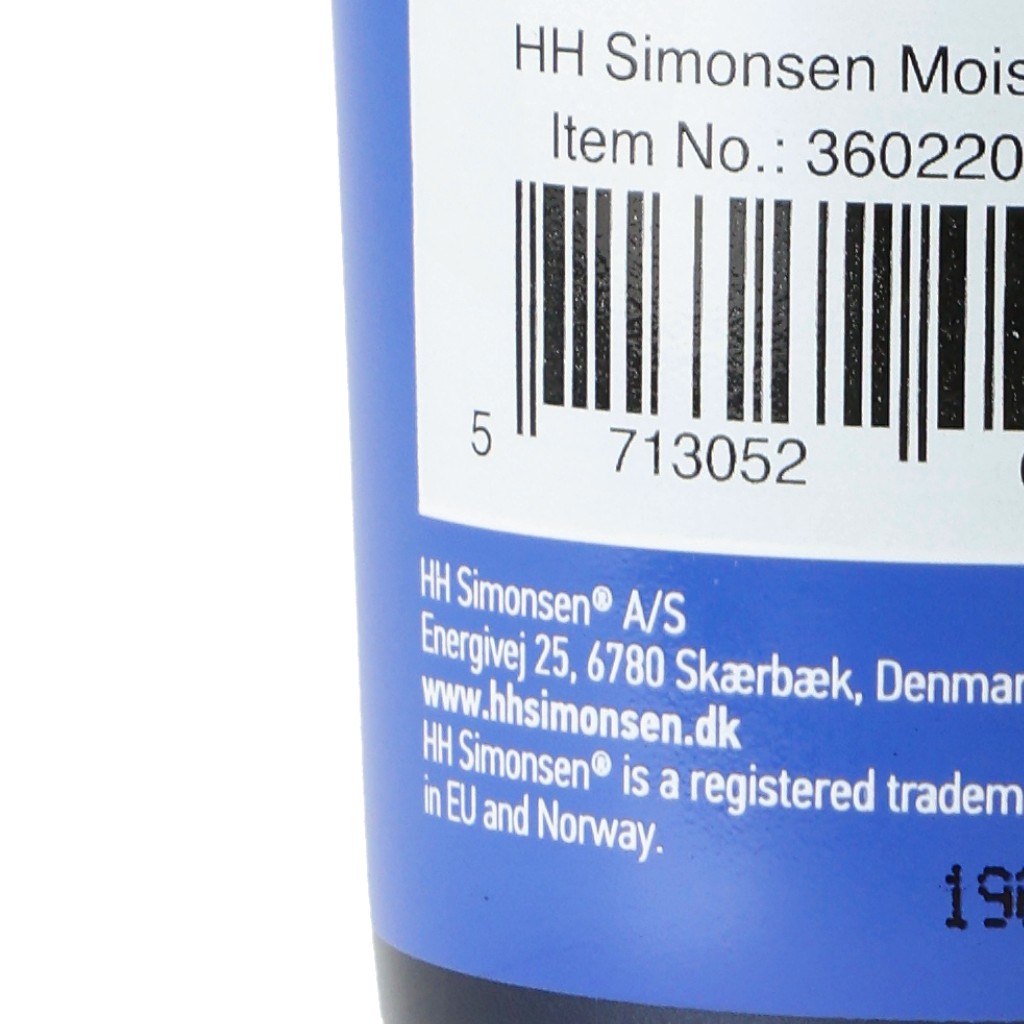 HH Simonsen Mois
Item No.: 360220
5 713052
HH Simonsen® A/S
Energivej 25, 6780 Skærbæk, Denmar
www.hhsimonsen.dk
HH Simonsen® is a registered tradem
in EU and Norway.
19